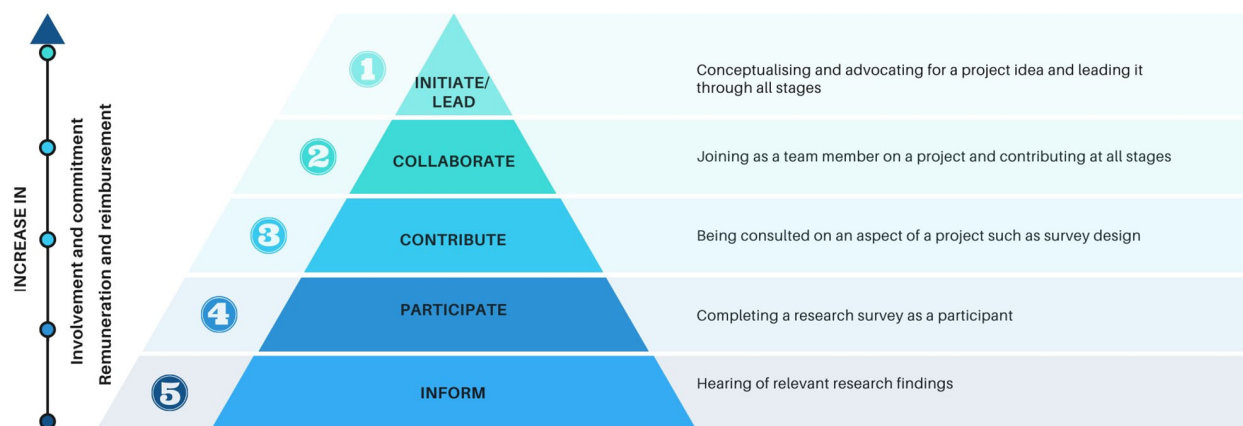 INCREASE IN
Involvement and commitment
Remuneration and reimbursement
1
INITIATE/
LEAD
Conceptualising and advocating for a project idea and leading it
through all stages
2
COLLABORATE
Joining as a team member on a project and contributing at all stages
3
CONTRIBUTE
Being consulted on an aspect of a project such as survey design
4
PARTICIPATE
Completing a research survey as a participant
5
INFORM
Hearing of relevant research findings